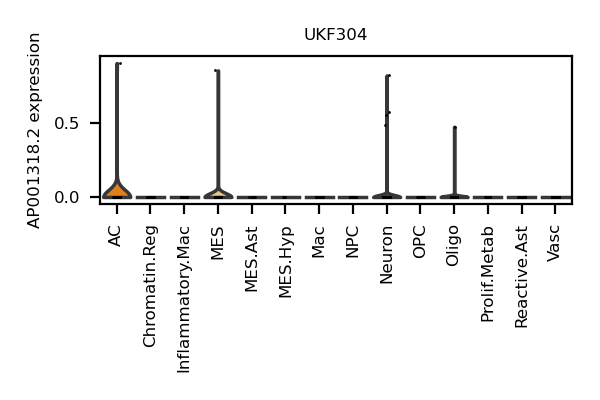 UKF304
AP001318.2 expression
0.5
0.0
AC
Chromatin.Reg
Inflammatory.Mac
MES
MES.Ast
MES.Hyp
Mac
NPC
Neuron
OPC
Oligo
Prolif.Metab
Reactive.Ast
Vasc